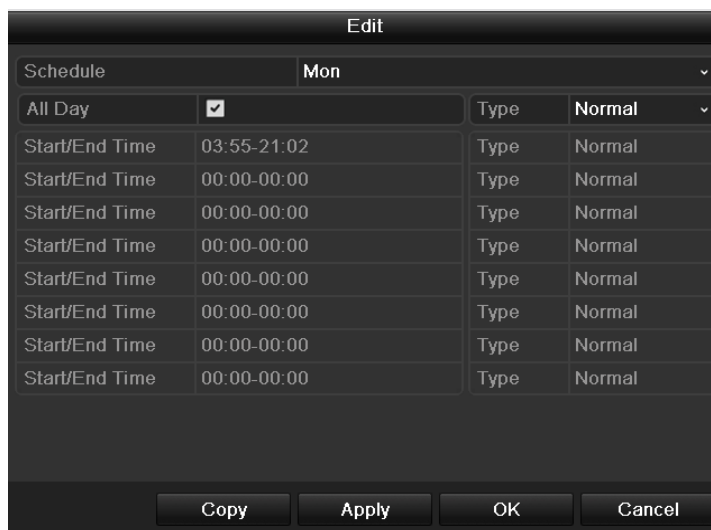 Edit
Schedule Mon
All Day Type Normal
Start/End Time 03:55-21:02 Type Normal
Start/End Time 00:00-00:00 Type Normal
Start/End Time 00:00-00:00 Type Normal
Start/End Time 00:00-00:00 Type Normal
Start/End Time 00:00-00:00 Type Normal
Start/End Time 00:00-00:00 Type Normal
Start/End Time 00:00-00:00 Type Normal
Start/End Time 00:00-00:00 Type Normal
Copy Apply OK Cancel